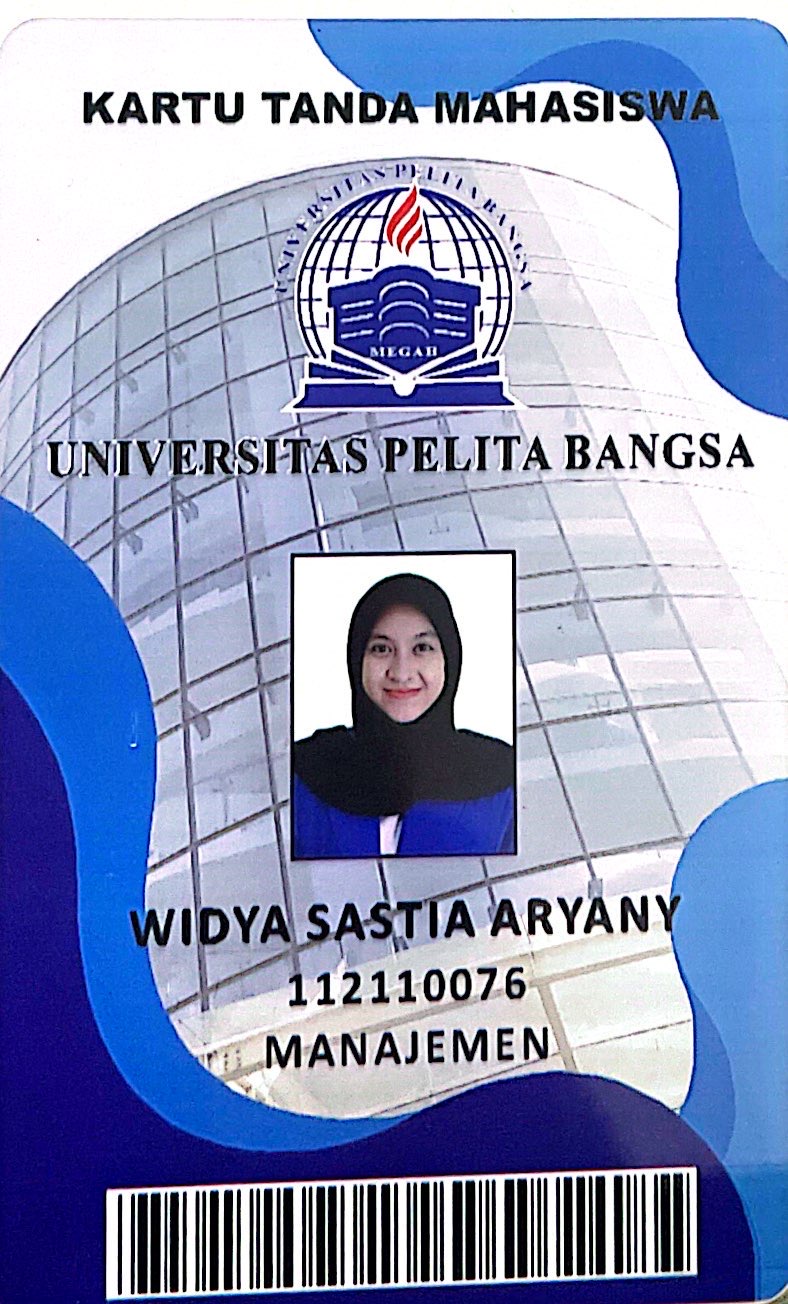 KARTU TANDA MAHASISWA
UNIVERSITAS PELITA BANGSA
MEGAH
UNIVERSITAS PELITA BANGSA
WIDYA SASTIA ARYANY
112110076
MANAJEMEN